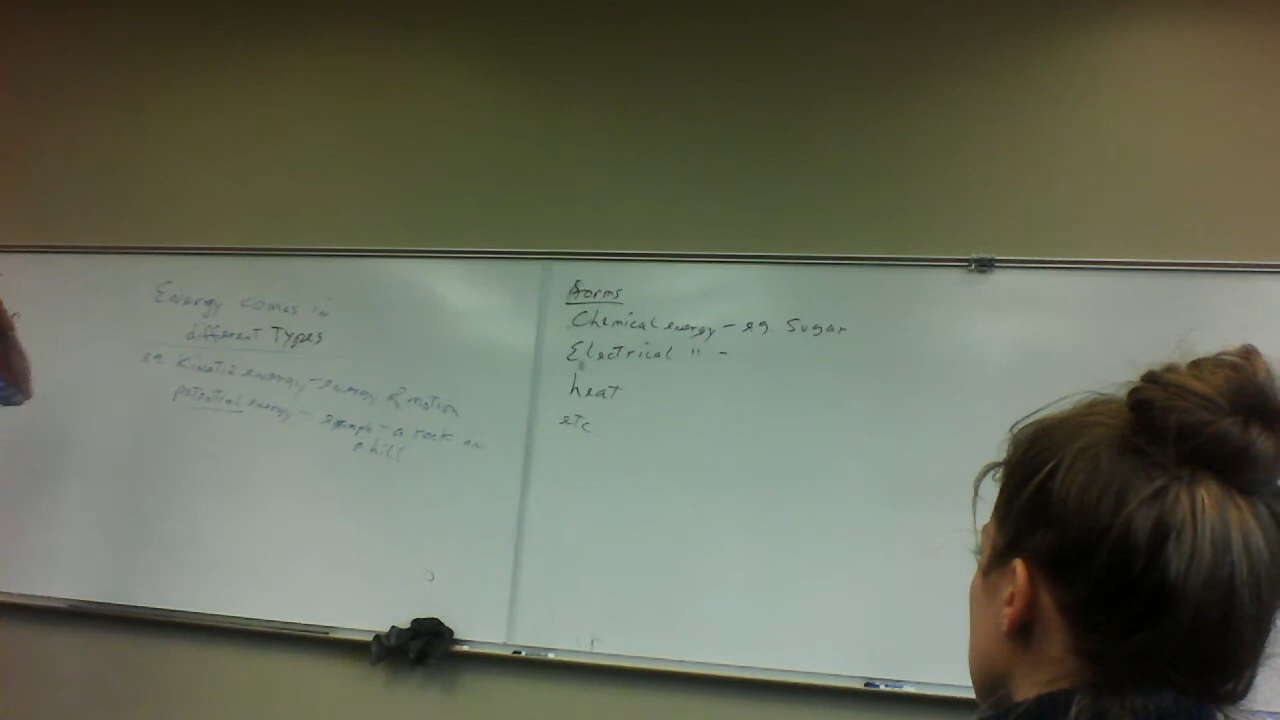 Energy comes in
different Types
eg. Kinetic energy - energy of motion
potential energy - example - a rock on
a hill
forms
Chemical energy - eg Sugar
Electrical " -
heat
etc